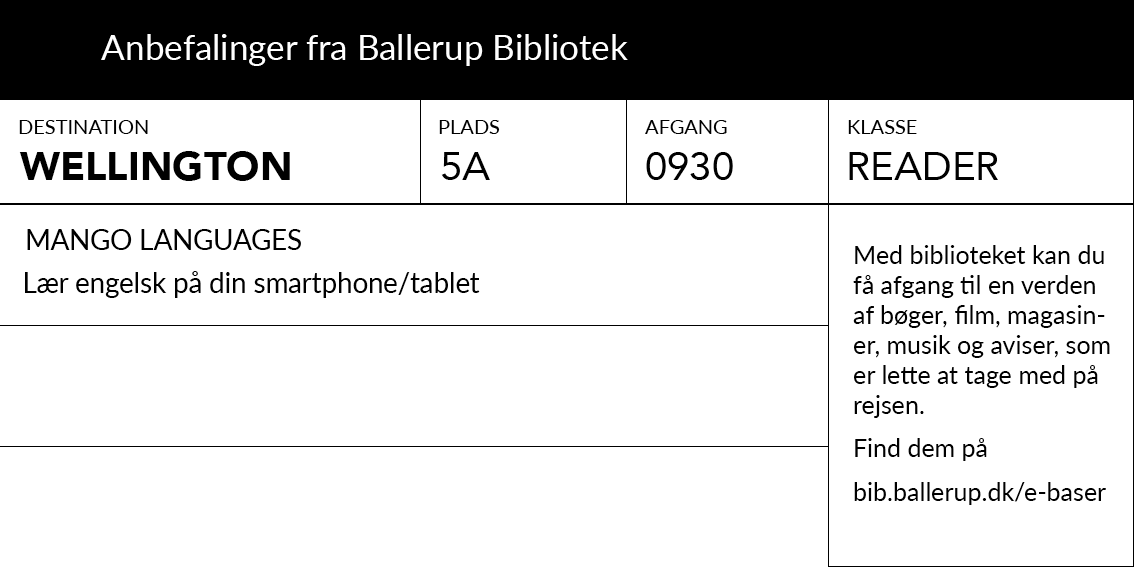 Anbefalinger fra Ballerup Bibliotek
DESTINATION
WELLINGTON
PLADS
5A
AFGANG
0930
KLASSE
READER
MANGO LANGUAGES
Lær engelsk på din smartphone/tablet
Med biblioteket kan du
få afgang til en verden
af bøger, film, magasin-
er, musik og aviser, som
er lette at tage med på
rejsen.
Find dem på
bib.ballerup.dk/e-baser